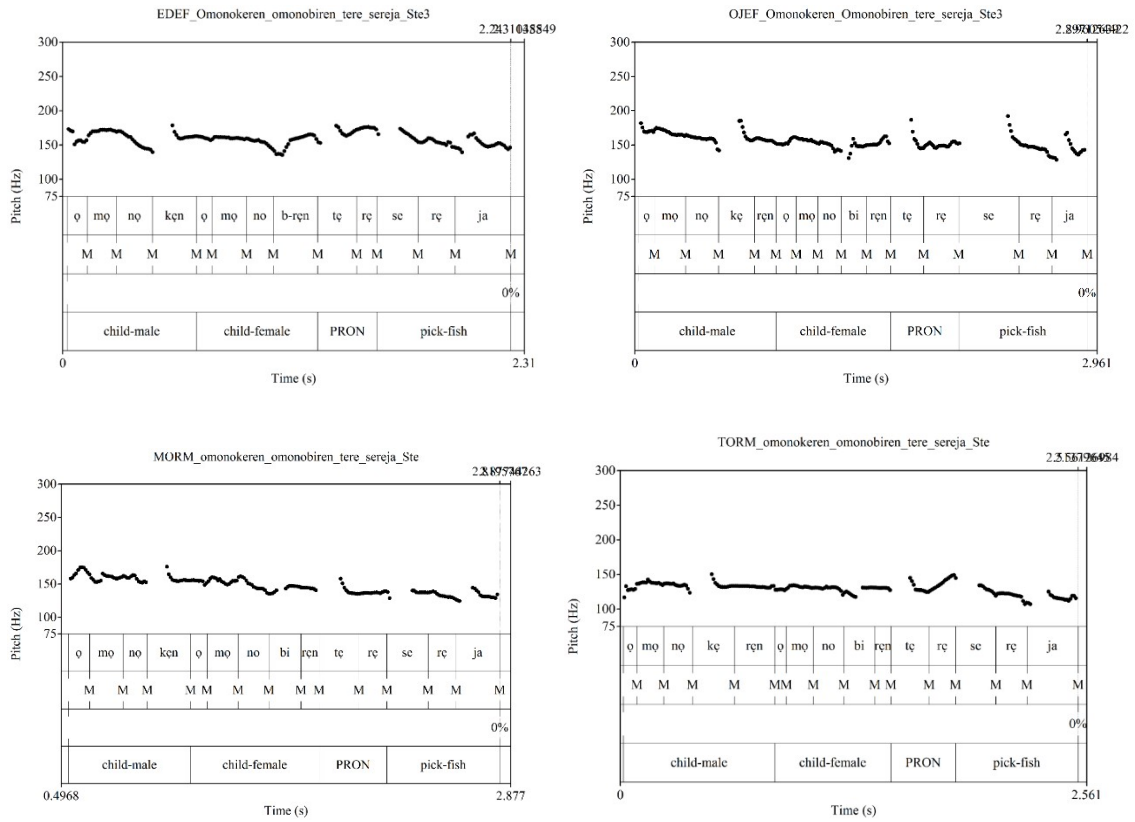 EDEF_Omonokeren_omonobiren_tere_sereja_Ste3
300
250
200
150
100
75
Pitch (Hz)
ọ mọ nọ kẹn ọ mọ no b-rẹn tẹ rẹ se rẹ ja
M M M M M M M M M M M M M
0%
child-male child-female PRON pick-fish
0 2.31
Time (s)
OJEF_Omonokeren_Omonobiren_tere_sereja_Ste3
300
250
200
150
100
75
Pitch (Hz)
ọ mọ nọ kẹ rẹn ọ mọ no bi rẹn tẹ rẹ se rẹ ja
M M M M M M M M M M M M M M M
0%
child-male child-female PRON pick-fish
0 2.961
Time (s)
MORM_omonokeren_omonobiren_tere_sereja_Ste
300
250
200
150
100
75
Pitch (Hz)
ọ mọ nọ kẹn ọ mọ no bi rẹn tẹ rẹ se rẹ ja
M M M M M M M M M M M M M M
0%
child-male child-female PRON pick-fish
0.4968 2.877
Time (s)
TORM_omonokeren_omonobiren_tere_sereja_Ste
300
250
200
150
100
75
Pitch (Hz)
ọ mọ nọ kẹ rẹn ọ mọ no bi rẹn tẹ rẹ se rẹ ja
M M M M M M M M M M M M M M M
0%
child-male child-female PRON pick-fish
0 2.561
Time (s)